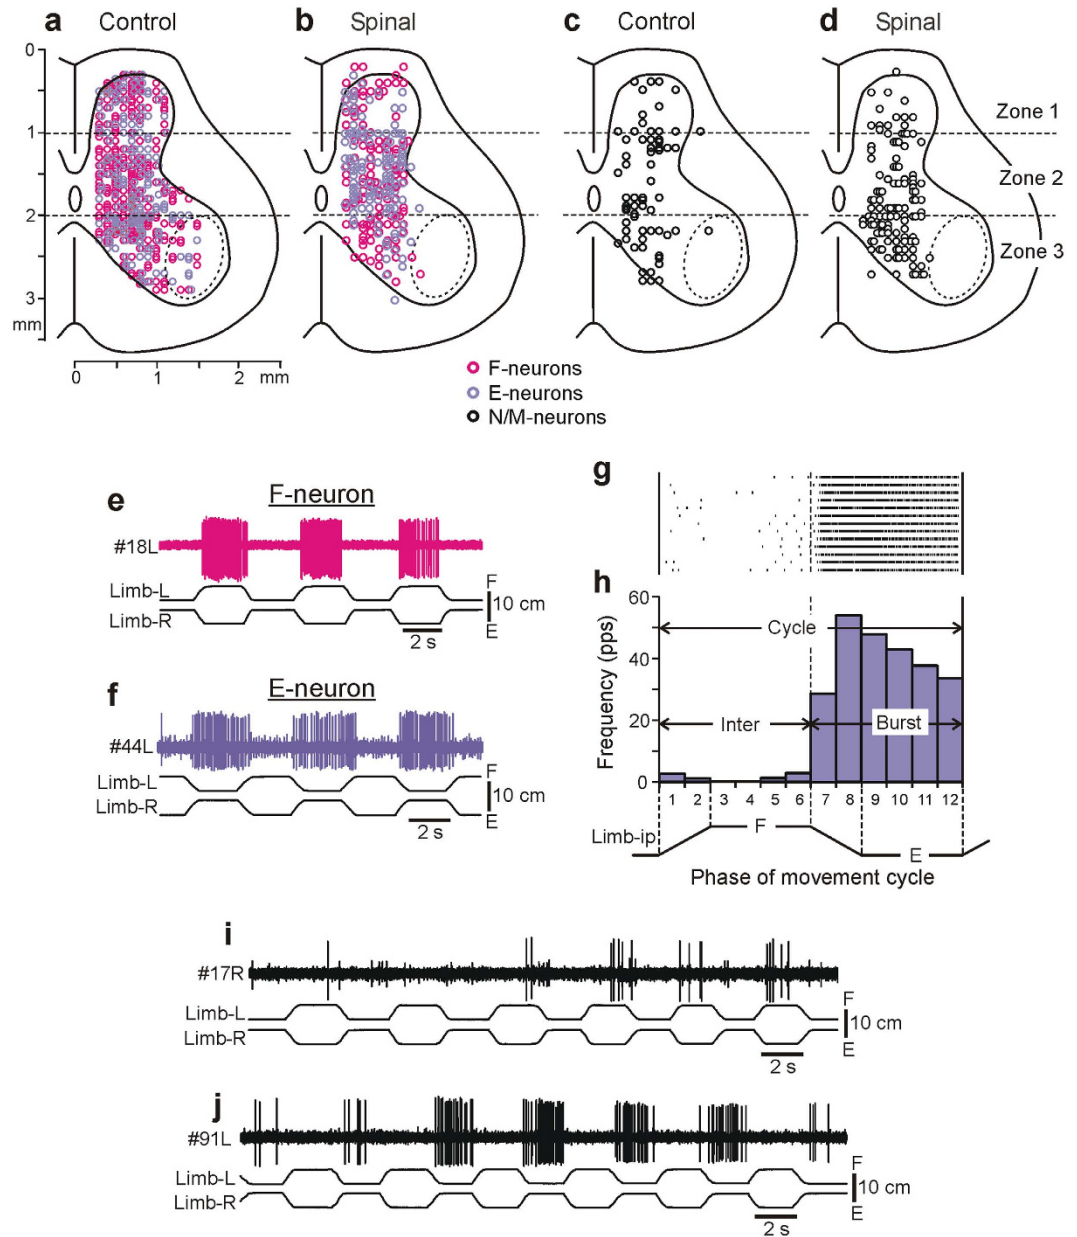 a Control
b Spinal
c Control
d Spinal
0
1
2
3
mm
Zone 1
Zone 2
Zone 3
0 1 2 mm
F-neurons
E-neurons
N/M-neurons
e F-neuron
#18L
Limb-L
Limb-R
F
10 cm
E
2 s
f E-neuron
#44L
Limb-L
Limb-R
F
10 cm
E
2 s
g
h
Frequency (pps)
60
40
20
0
Cycle
Inter
Burst
1 2 3 4 5 6 7 8 9 10 11 12
Limb-ip
F
E
Phase of movement cycle
i
#17R
Limb-L
Limb-R
F
10 cm
E
2 s
j
#91L
Limb-L
Limb-R
F
10 cm
E
2 s